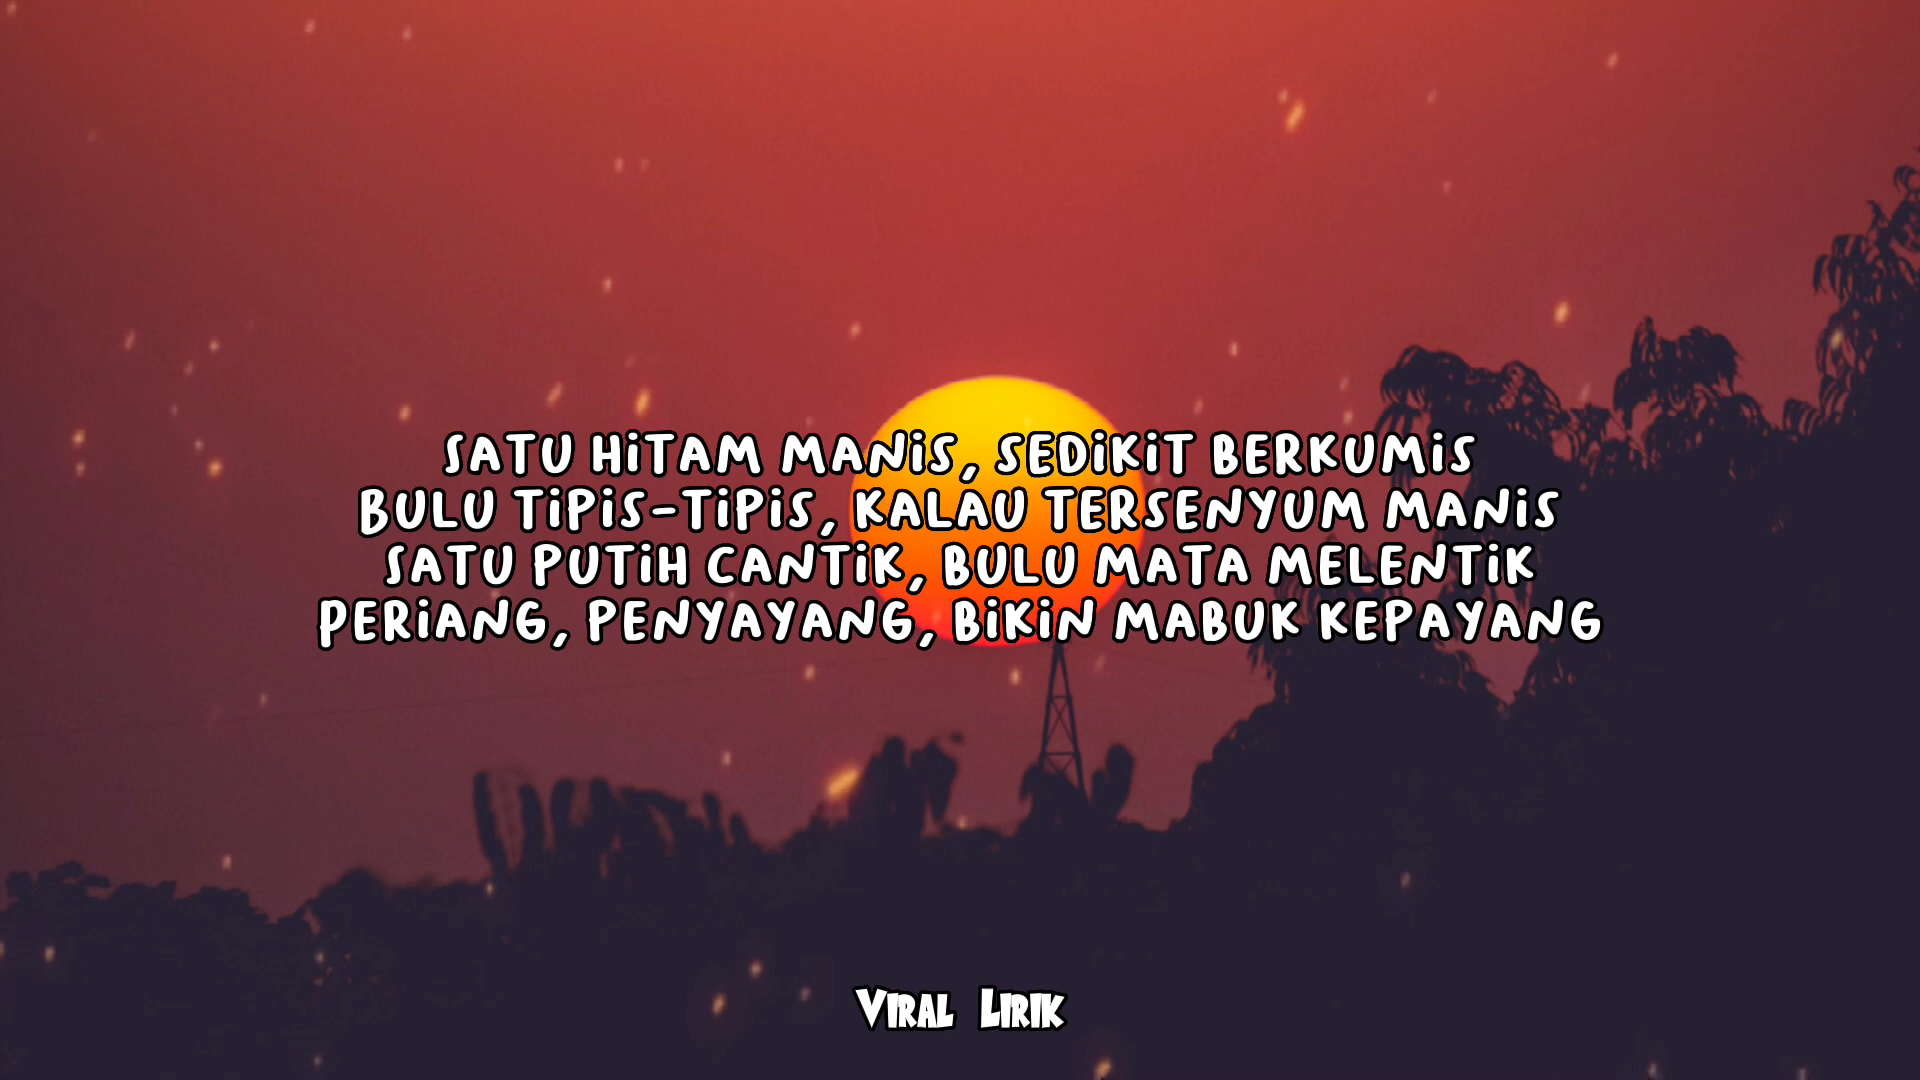 SATU HiTAM MANiS, SEDiKiT BERKUMiS
BULU TiPiS-TiPiS, KALAU TERSENYUM MANiS
SATU PUTiH CANTiK, BULU MATA MELENTiK
PERiANG, PENYAYANG, BiKiN MABUK KEPAYANG
VIRAL LIRIK